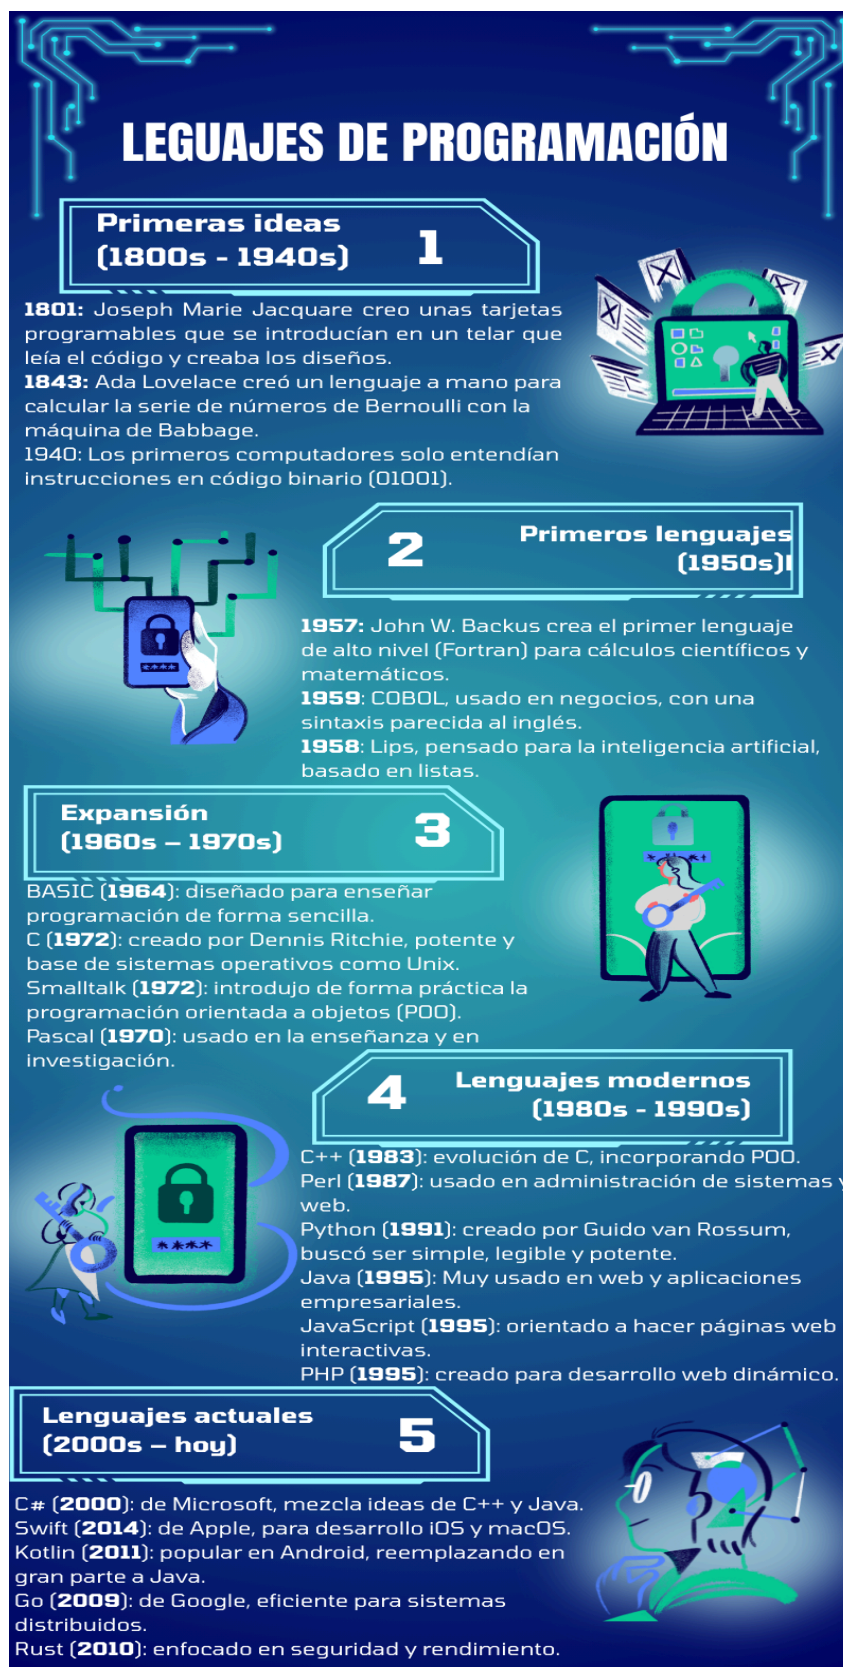 LEGUAJES DE PROGRAMACIÓN
Primeras ideas
(1800s - 1940s)
1
1801: Joseph Marie Jacquare creo unas tarjetas
programables que se introducían en un telar que
leía el código y creaba los diseños.
1843: Ada Lovelace creó un lenguaje a mano para
calcular la serie de números de Bernoulli con la
máquina de Babbage.
1940: Los primeros computadores solo entendían
instrucciones en código binario (01001).
2
Primeros lenguajes
(1950s)l
1957: John W. Backus crea el primer lenguaje
de alto nivel (Fortran) para cálculos científicos y
matemáticos.
1959: COBOL, usado en negocios, con una
sintaxis parecida al inglés.
1958: Lips, pensado para la inteligencia artificial,
basado en listas.
Expansión
(1960s – 1970s)
3
BASIC (1964): diseñado para enseñar
programación de forma sencilla.
C (1972): creado por Dennis Ritchie, potente y
base de sistemas operativos como Unix.
Smalltalk (1972): introdujo de forma práctica la
programación orientada a objetos (POO).
Pascal (1970): usado en la enseñanza y en
investigación.
4
Lenguajes modernos
(1980s - 1990s)
C++ (1983): evolución de C, incorporando POO.
Perl (1987): usado en administración de sistemas y
web.
Python (1991): creado por Guido van Rossum,
buscó ser simple, legible y potente.
Java (1995): Muy usado en web y aplicaciones
empresariales.
JavaScript (1995): orientado a hacer páginas web
interactivas.
PHP (1995): creado para desarrollo web dinámico.
Lenguajes actuales
(2000s – hoy)
5
C# (2000): de Microsoft, mezcla ideas de C++ y Java.
Swift (2014): de Apple, para desarrollo iOS y macOS.
Kotlin (2011): popular en Android, reemplazando en
gran parte a Java.
Go (2009): de Google, eficiente para sistemas
distribuidos.
Rust (2010): enfocado en seguridad y rendimiento.